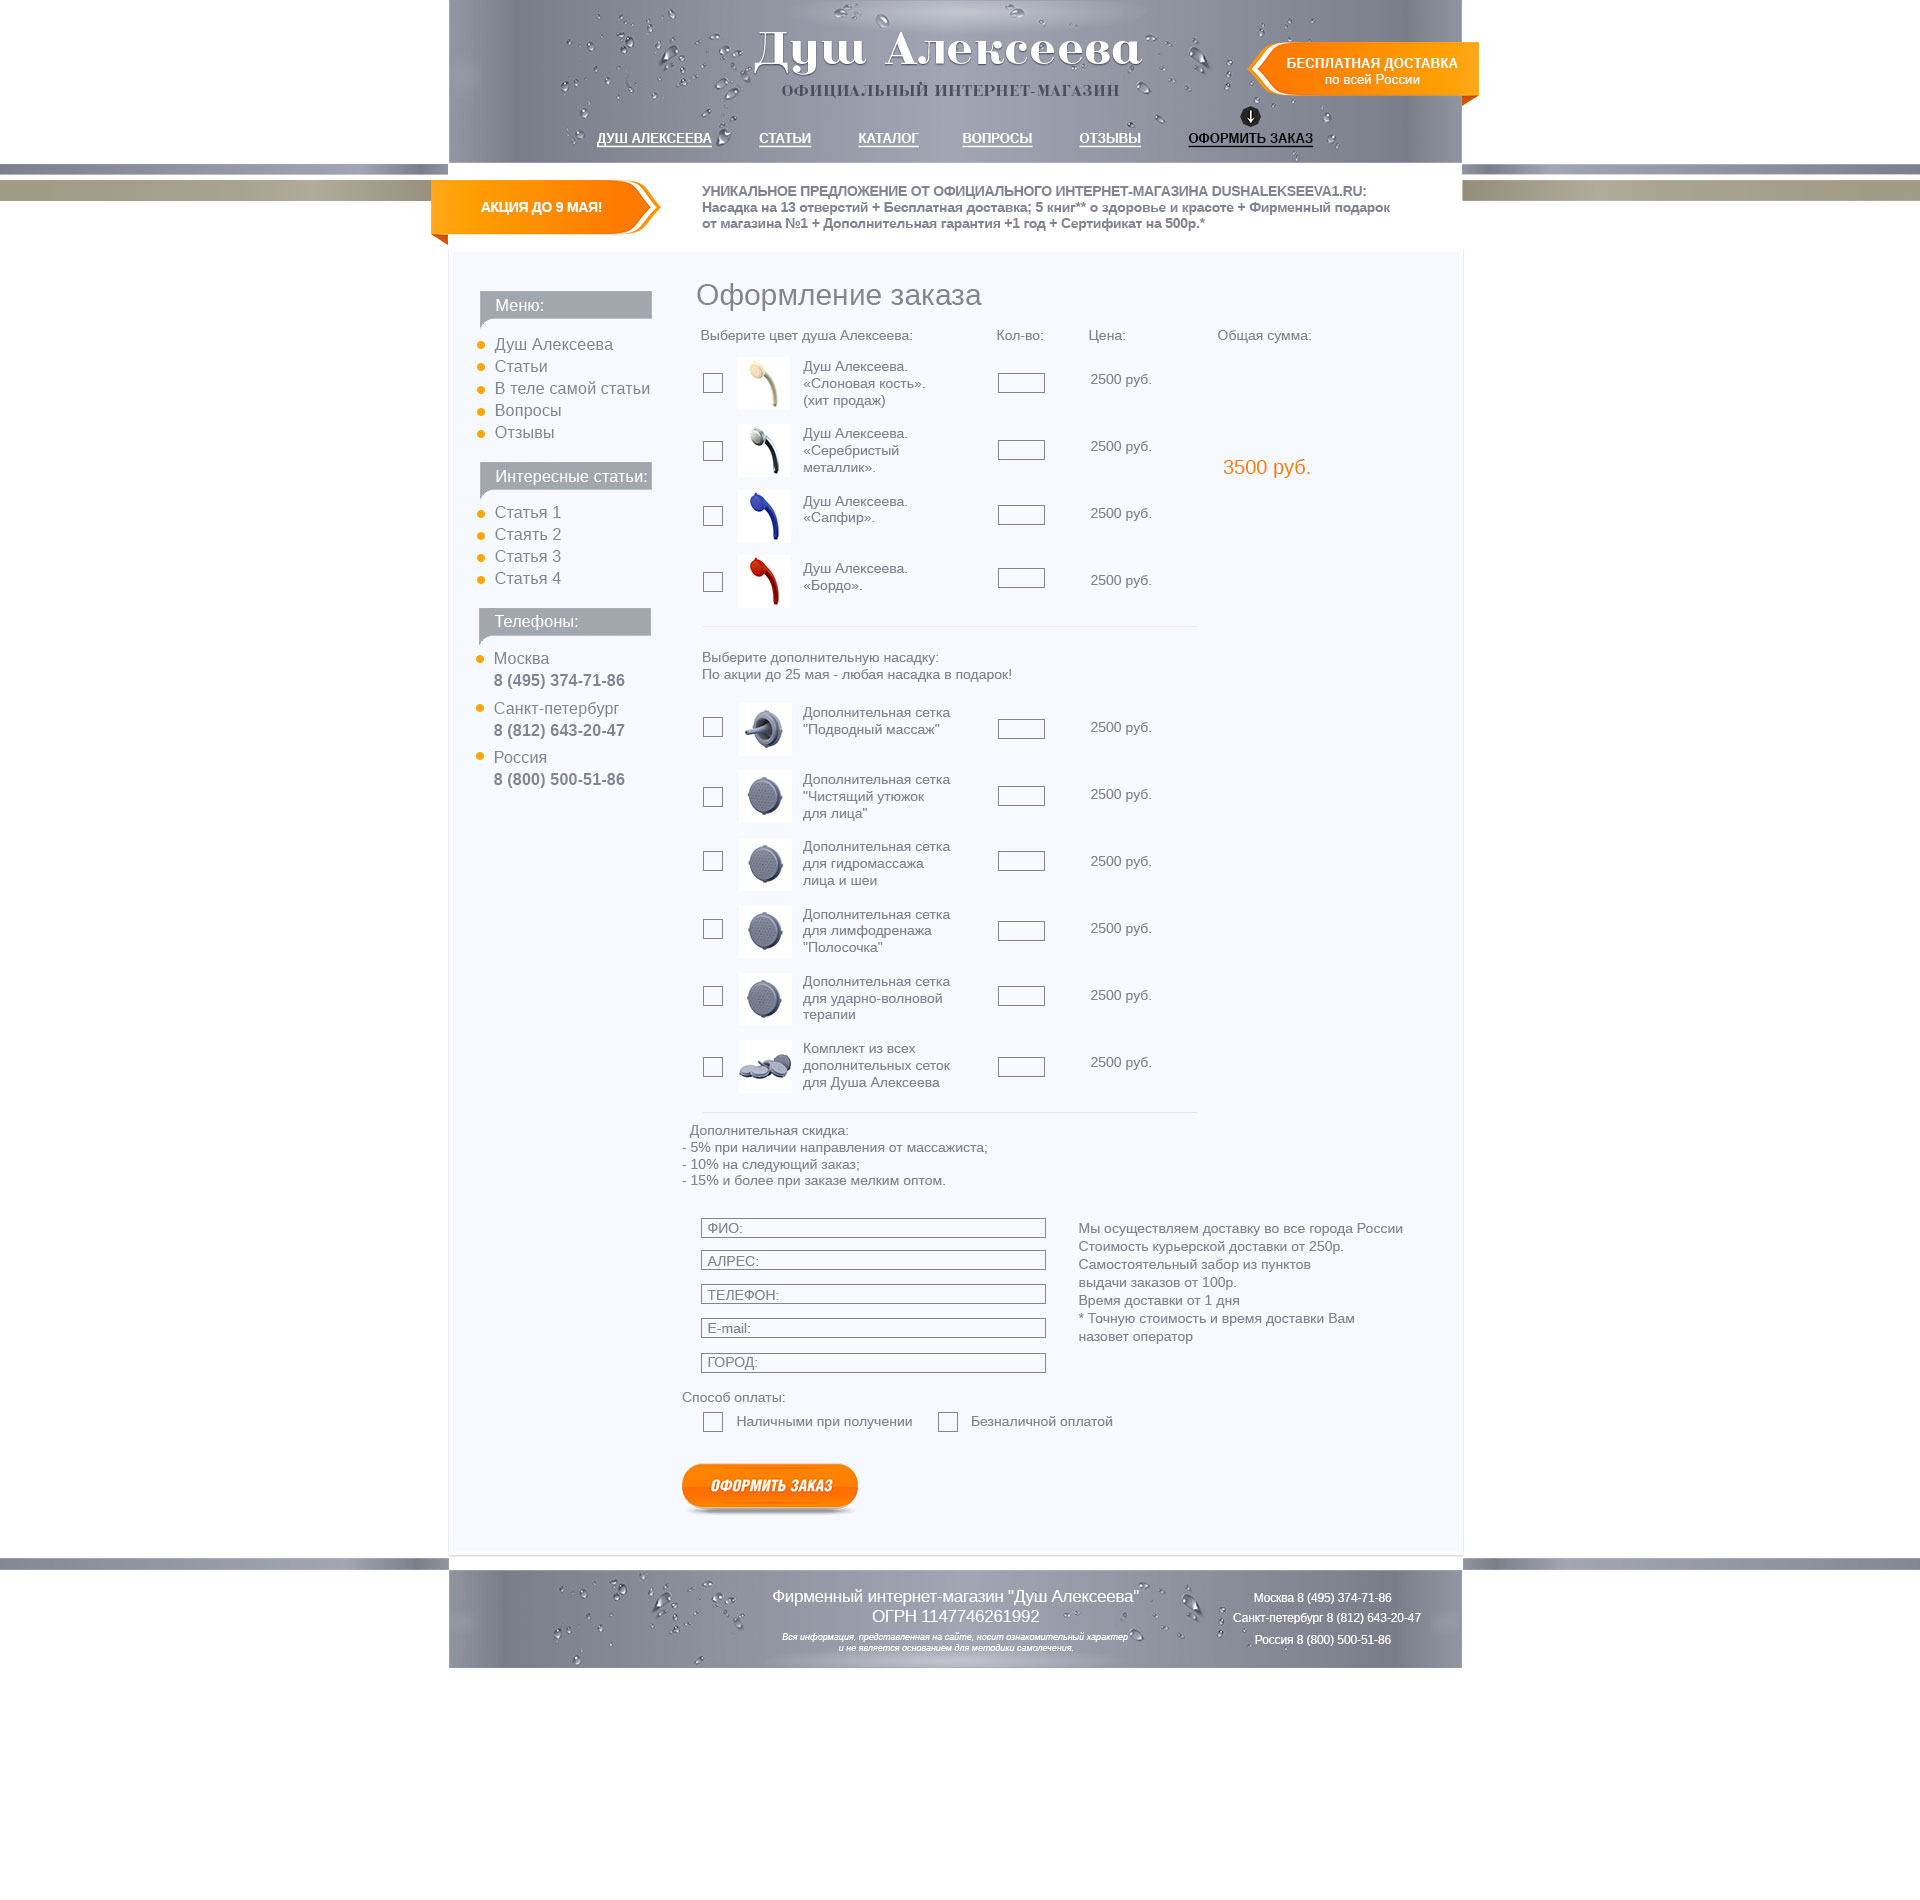 Душ Алексеева
ОФИЦИАЛЬНЫЙ ИНТЕРНЕТ-МАГАЗИН
БЕСПЛАТНАЯ ДОСТАВКА
по всей России
ДУШ АЛЕКСЕЕВА СТАТЬИ КАТАЛОГ ВОПРОСЫ ОТЗЫВЫ ОФОРМИТЬ ЗАКАЗ
АКЦИЯ ДО 9 МАЯ!
УНИКАЛЬНОЕ ПРЕДЛОЖЕНИЕ ОТ ОФИЦИАЛЬНОГО ИНТЕРНЕТ-МАГАЗИНА DUSHALEKSEEVA1.RU:
Насадка на 13 отверстий + Бесплатная доставка; 5 книг** о здоровье и красоте + Фирменный подарок
от магазина №1 + Дополнительная гарантия +1 год + Сертификат на 500р.*
Меню:
Душ Алексеева
Статьи
В теле самой статьи
Вопросы
Отзывы
Интересные статьи:
Статья 1
Стаять 2
Статья 3
Статья 4
Телефоны:
Москва
8 (495) 374-71-86
Санкт-петербург
8 (812) 643-20-47
Россия
8 (800) 500-51-86
Оформление заказа
Выберите цвет душа Алексеева: Кол-во: Цена: Общая сумма:
Душ Алексеева.
«Слоновая кость».
(хит продаж)
2500 руб.
Душ Алексеева.
«Серебристый
металлик».
2500 руб.
3500 руб.
Душ Алексеева.
«Сапфир».
2500 руб.
Душ Алексеева.
«Бордо».
2500 руб.
Выберите дополнительную насадку:
По акции до 25 мая - любая насадка в подарок!
Дополнительная сетка
"Подводный массаж"
2500 руб.
Дополнительная сетка
"Чистящий утюжок
для лица"
2500 руб.
Дополнительная сетка
для гидромассажа
лица и шеи
2500 руб.
Дополнительная сетка
для лимфодренажа
"Полосочка"
2500 руб.
Дополнительная сетка
для ударно-волновой
терапии
2500 руб.
Комплект из всех
дополнительных сеток
для Душа Алексеева
2500 руб.
Дополнительная скидка:
- 5% при наличии направления от массажиста;
- 10% на следующий заказ;
- 15% и более при заказе мелким оптом.
ФИО:
АЛРЕС:
ТЕЛЕФОН:
E-mail:
ГОРОД:
Мы осуществляем доставку во все города России
Стоимость курьерской доставки от 250р.
Самостоятельный забор из пунктов
выдачи заказов от 100р.
Время доставки от 1 дня
* Точную стоимость и время доставки Вам
назовет оператор
Способ оплаты:
Наличными при получении Безналичной оплатой
ОФОРМИТЬ ЗАКАЗ
Фирменный интернет-магазин "Душ Алексеева"
ОГРН 1147746261992
Вся информация, представленная на сайте, носит ознакомительный характер
и не является основанием для методики самолечения.
Москва 8 (495) 374-71-86
Санкт-петербург 8 (812) 643-20-47
Россия 8 (800) 500-51-86